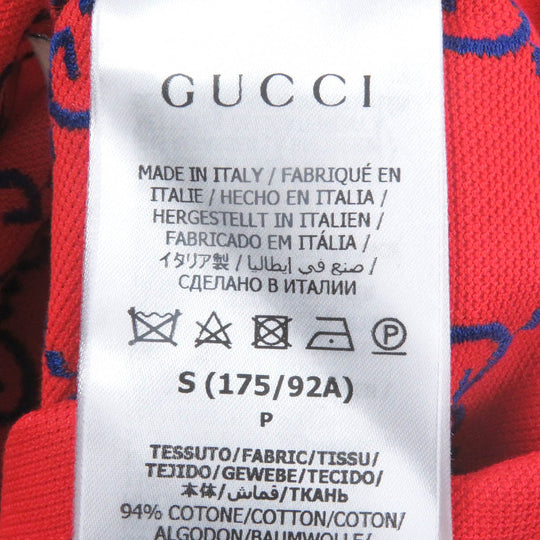 GUCCI
MADE IN ITALY / FABRIQUÉ EN
ITALIE / HECHO EN ITALIA /
HERGESTELLT IN ITALIEN /
FABRICADO EM ITÁLIA /
イタリア製 / صنع في إيطاليا /
СДЕЛАНО В ИТАЛИИ
P
S (175/92A)
P
TESSUTO/FABRIC/TISSU/
TEJIDO/GEWEBE/TECIDO/
本体/قماش/ТКАНЬ
94% COTONE/COTTON/COTON/
ALGODON/BAUMWOLLE/